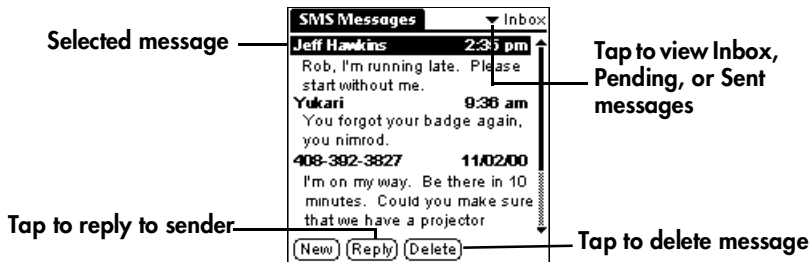 SMS Messages
Inbox
Selected message
Jeff Hawkins 2:35 pm
Rob, I'm running late. Please
start without me.
Yukari 9:36 am
You forgot your badge again,
you nimrod.
408-392-3827 11/02/00
I'm on my way. Be there in 10
minutes. Could you make sure
that we have a projector
New Reply Delete
Tap to view Inbox,
Pending, or Sent
messages
Tap to reply to sender
Tap to delete message